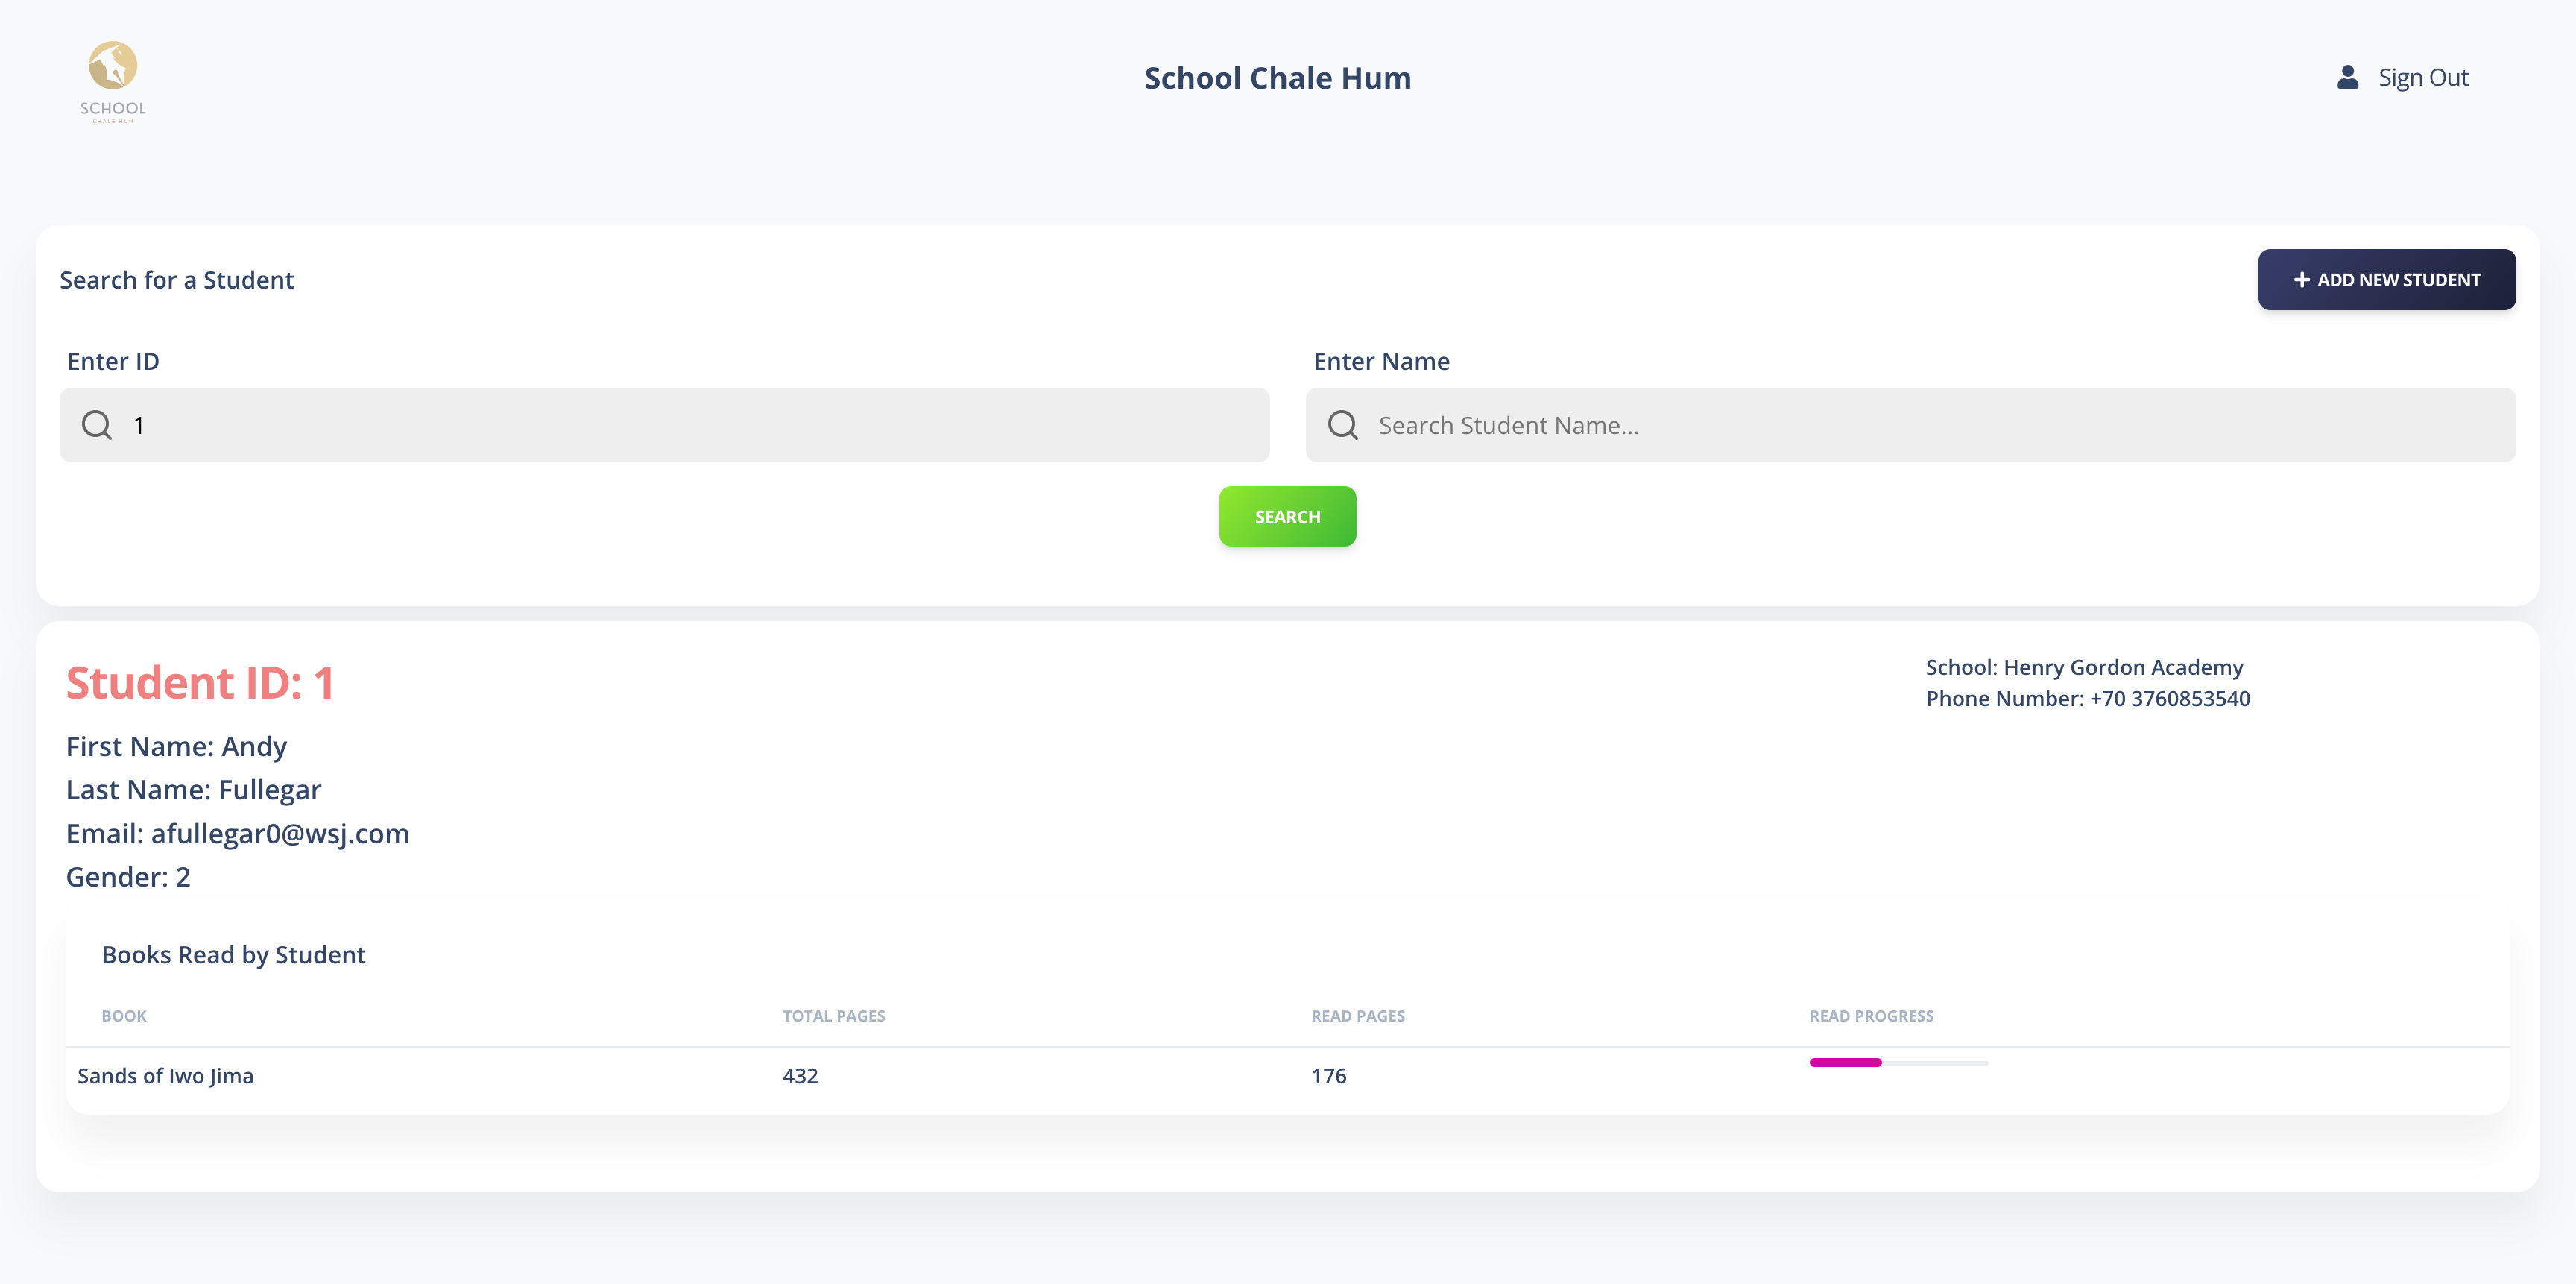 SCHOOL
CHALE HUM
School Chale Hum
Sign Out
Search for a Student
ADD NEW STUDENT
Enter ID
Enter Name
1
Search Student Name...
SEARCH
Student ID: 1
School: Henry Gordon Academy
Phone Number: +70 3760853540
First Name: Andy
Last Name: Fullegar
Email: afullegar0@wsj.com
Gender: 2
Books Read by Student
BOOK TOTAL PAGES READ PAGES READ PROGRESS
Sands of Iwo Jima 432 176